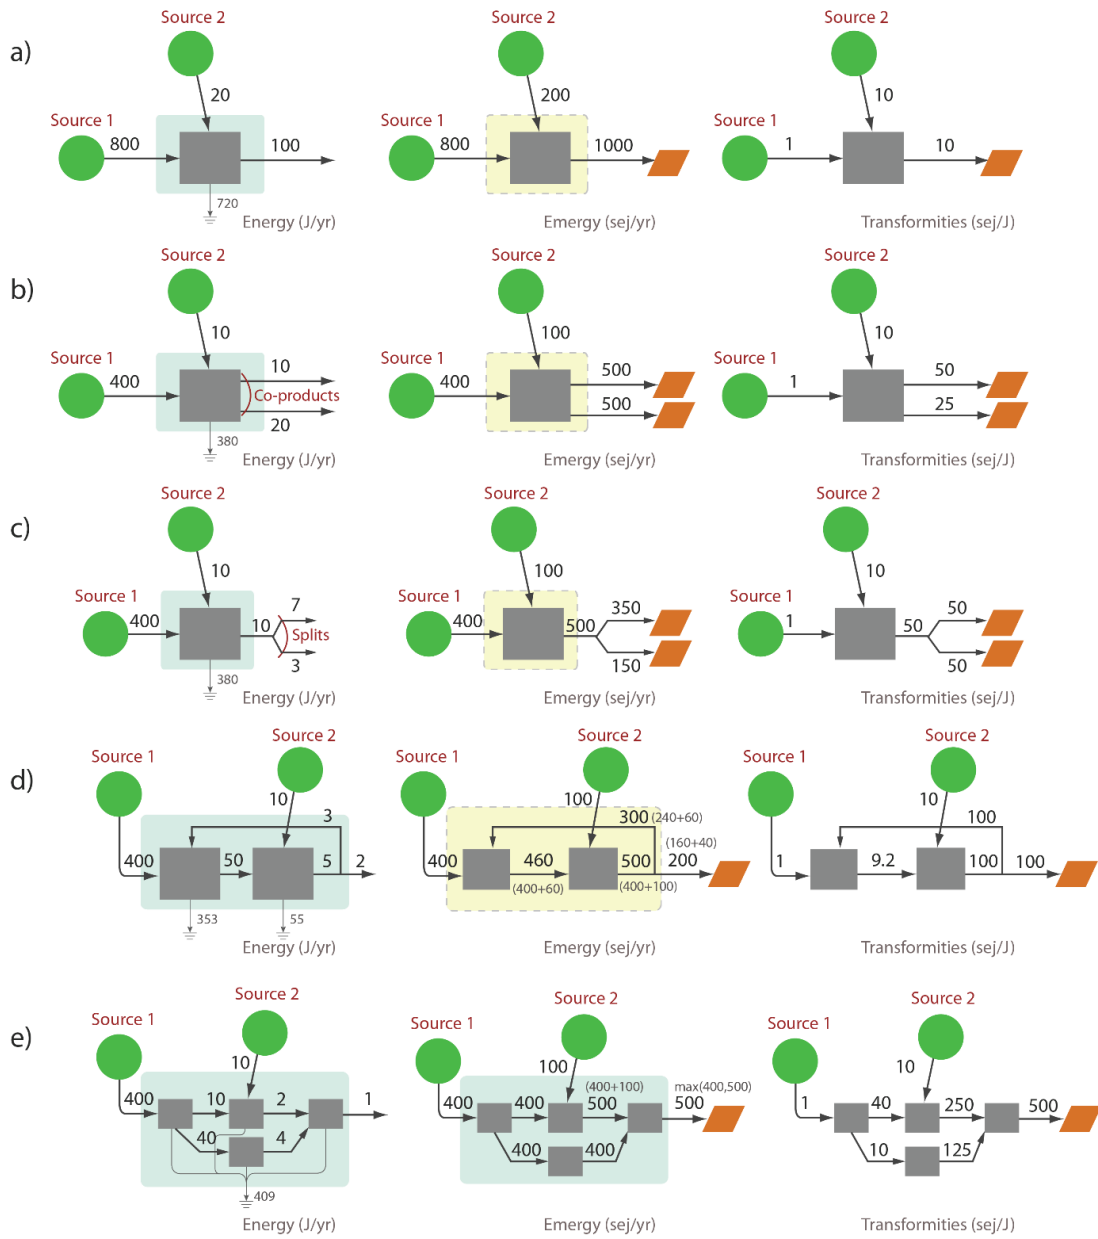 a)
Source 2
20
Source 1
800
100
720
Energy (J/yr)
Source 2
200
Source 1
800
1000
Emergy (sej/yr)
Source 2
10
Source 1
1
10
Transformities (sej/J)
b)
Source 2
10
Source 1
400
10
Co-products
20
380
Energy (J/yr)
Source 2
100
Source 1
400
500
500
Emergy (sej/yr)
Source 2
10
Source 1
1
50
25
Transformities (sej/J)
c)
Source 2
10
Source 1
400
10
7
Splits
3
380
Energy (J/yr)
Source 2
100
Source 1
400
500
350
150
Emergy (sej/yr)
Source 2
10
Source 1
1
50
50
50
Transformities (sej/J)
d)
Source 1
Source 2
10
3
400
50
5
2
353
55
Energy (J/yr)
Source 1
Source 2
100
300 (240+60)
(160+40)
400
460
500
200
(400+60)
(400+100)
Emergy (sej/yr)
Source 1
Source 2
10
100
1
9.2
100
100
Transformities (sej/J)
e)
Source 1
Source 2
10
400
10
2
1
40
4
409
Energy (J/yr)
Source 1
Source 2
100
(400+100)
max(400,500)
400
400
500
500
400
400
Emergy (sej/yr)
Source 1
Source 2
10
1
40
250
500
10
125
Transformities (sej/J)